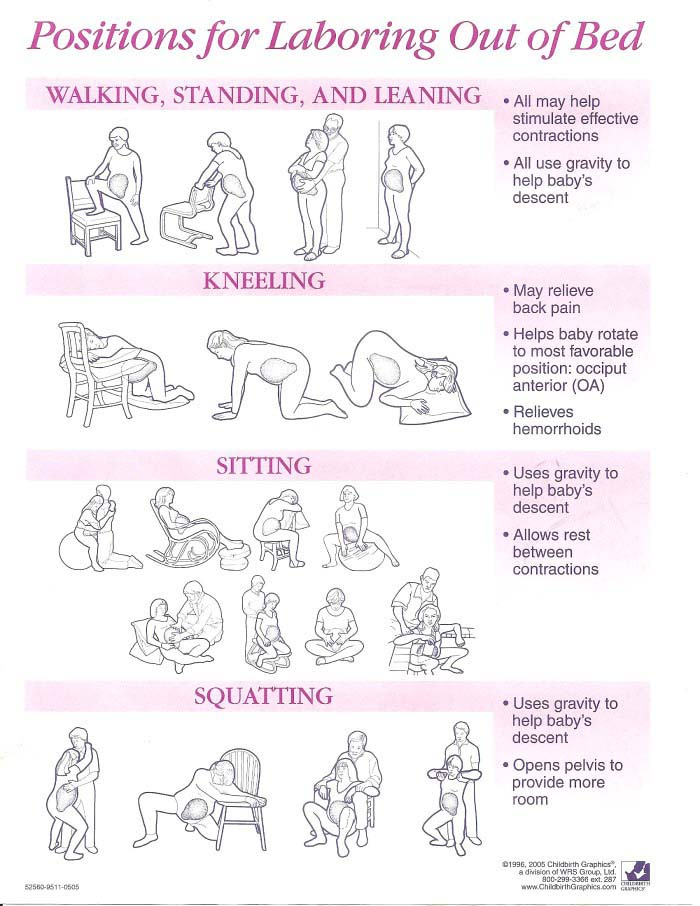 Positions for Laboring Out of Bed
WALKING, STANDING, AND LEANING
• All may help
stimulate effective
contractions
• All use gravity to
help baby's
descent
KNEELING
• May relieve
back pain
• Helps baby rotate
to most favorable
position: occiput
anterior (OA)
• Relieves
hemorrhoids
SITTING
• Uses gravity to
help baby's
descent
• Allows rest
between
contractions
SQUATTING
• Uses gravity to
help baby's
descent
• Opens pelvis to
provide more
room
©1996, 2005 Childbirth Graphics®,
a division of WRS Group, Ltd.
800-299-3366 ext. 287
www.ChildbirthGraphics.com
CHILDBIRTH
GRAPHICS®
52560-9511-0505